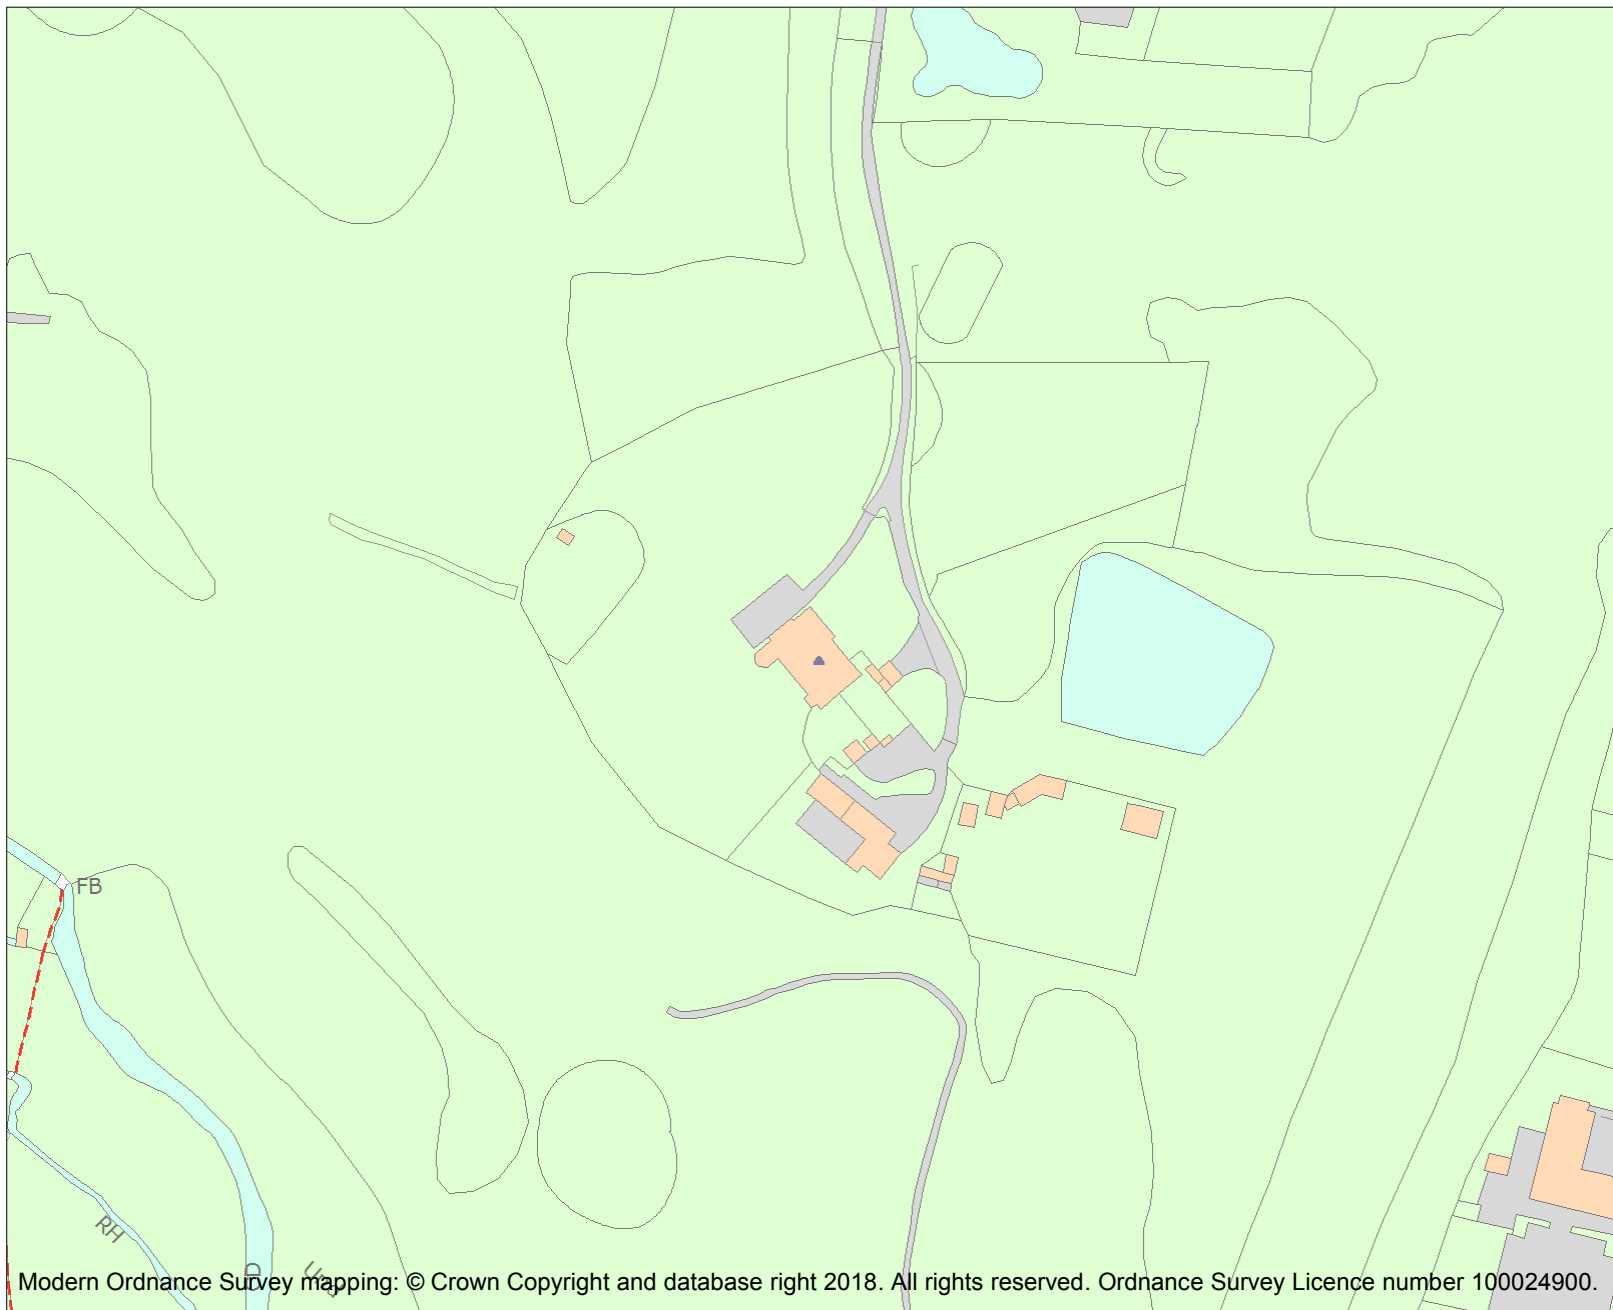 FB
RH
Modern Ordnance Survey mapping: © Crown Copyright and database right 2018. All rights reserved. Ordnance Survey Licence number 100024900.